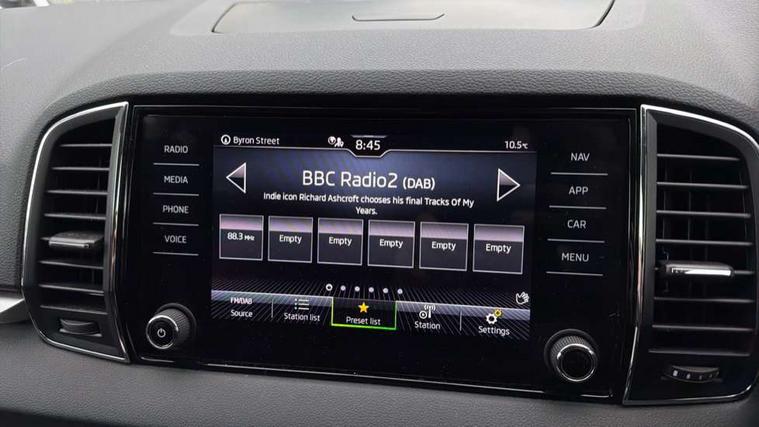 Byron Street
8:45
10.5°C
BBC Radio2 (DAB)
Indie icon Richard Ashcroft chooses his final Tracks Of My
Years.
88.3 MHz
Empty
Empty
Empty
Empty
Empty
FM/DAB
Source
Station list
Preset list
Station
Settings
RADIO
MEDIA
PHONE
VOICE
NAV
APP
CAR
MENU